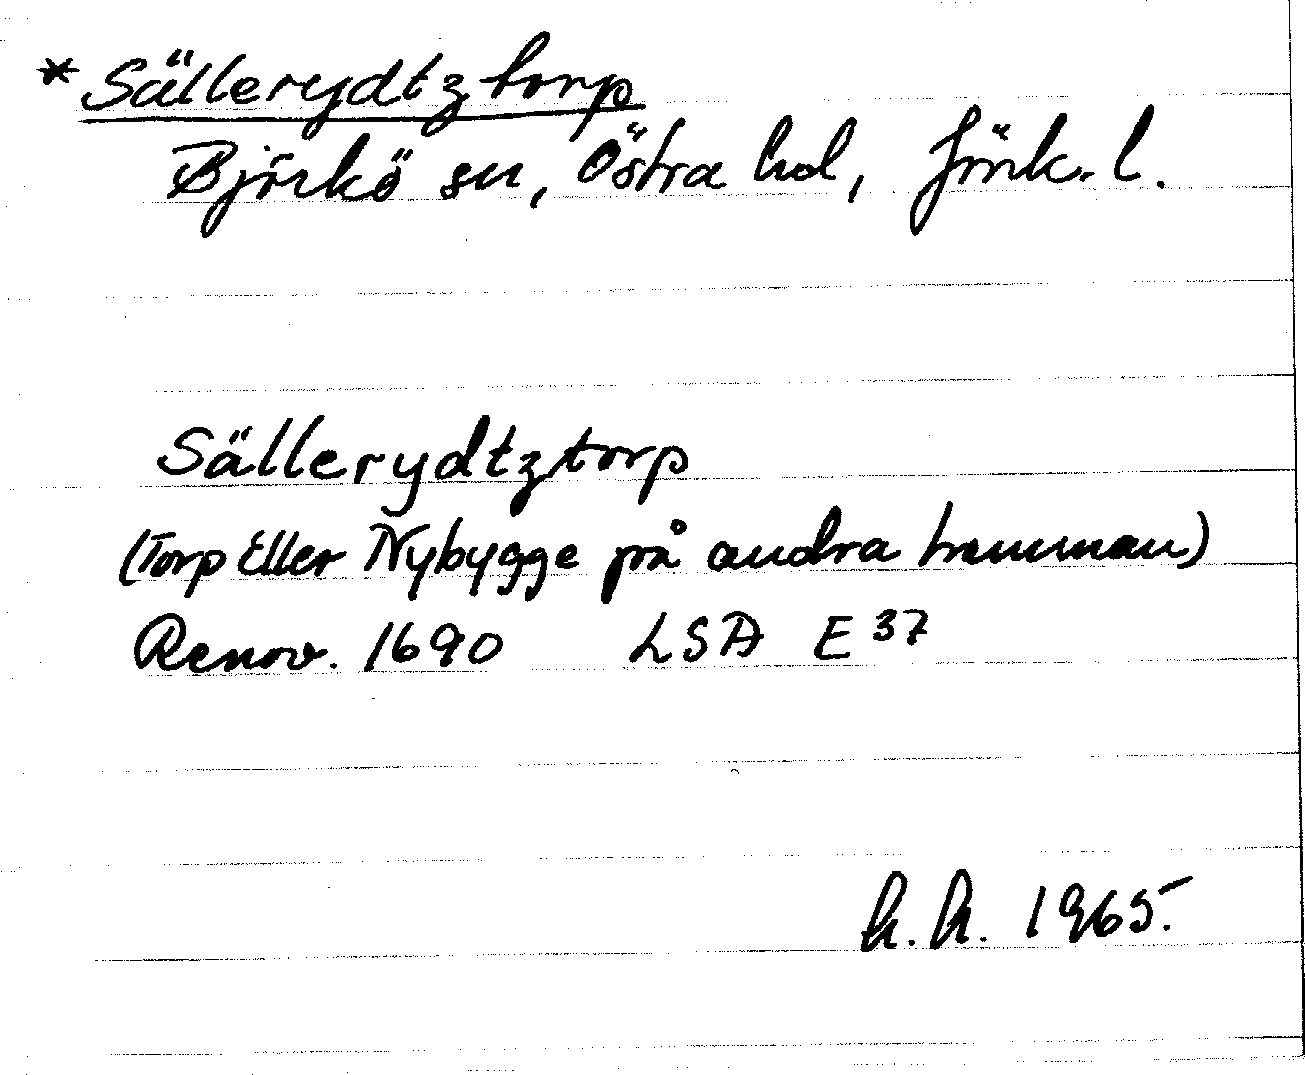 *Sällerydtztorp
Björkö sn, Östra hd, Jönk. l.
Sällerydtztorp
(Torp Eller Nybygge på andra hemman)
Renov. 1690 LSA E 37
h.h. 1965.